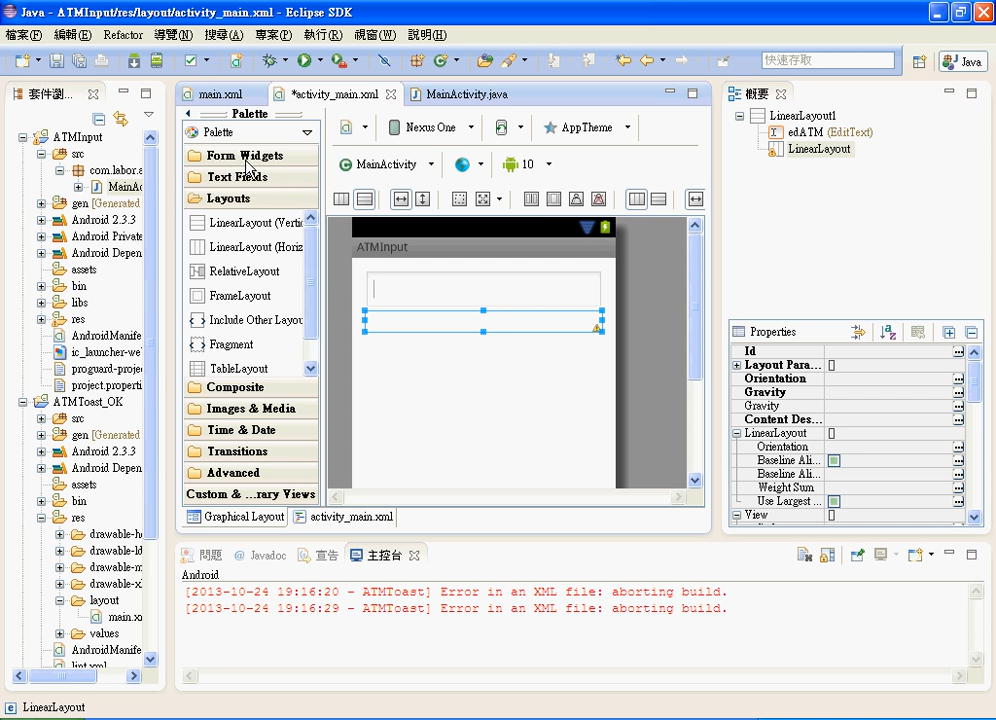 Java - ATMInput/res/layout/activity_main.xml - Eclipse SDK
檔案(F) 編輯(E) Refactor 導覽(N) 搜尋(A) 專案(P) 執行(R) 視窗(W) 說明(H)
快速存取
Java
套件瀏...
ATMInput
src
com.labor.a
MainAc
gen [Generated
Android 2.3.3
Android Private
Android Depen
assets
bin
libs
res
AndroidManife
ic_launcher-we
proguard-proje
project.properti
ATMToast_OK
src
gen [Generated
Android 2.3.3
Android Depen
assets
bin
res
drawable-h
drawable-ld
drawable-m
drawable-x
layout
main.xn
values
AndroidManife
lint.xml
main.xml
*activity_main.xml
MainActivity.java
Palette
Palette
Form Widgets
Text Fields
Layouts
LinearLayout (Vertic
LinearLayout (Horiz
RelativeLayout
FrameLayout
Include Other Layou
Fragment
TableLayout
Composite
Images & Media
Time & Date
Transitions
Advanced
Custom & ...rary Views
Nexus One
AppTheme
MainActivity
10
ATMInput
Graphical Layout
activity_main.xml
概要
LinearLayout1
edATM (EditText)
LinearLayout
Properties
Id
Layout Para... []
Orientation
Gravity
Gravity
Content Des...
LinearLayout []
Orientation
Baseline Ali...
Baseline Ali...
Weight Sum
Use Largest ...
View []
問題
@ Javadoc
宣告
主控台
Android
[2013-10-24 19:16:20 - ATMToast] Error in an XML file: aborting build.
[2013-10-24 19:16:29 - ATMToast] Error in an XML file: aborting build.
LinearLayout